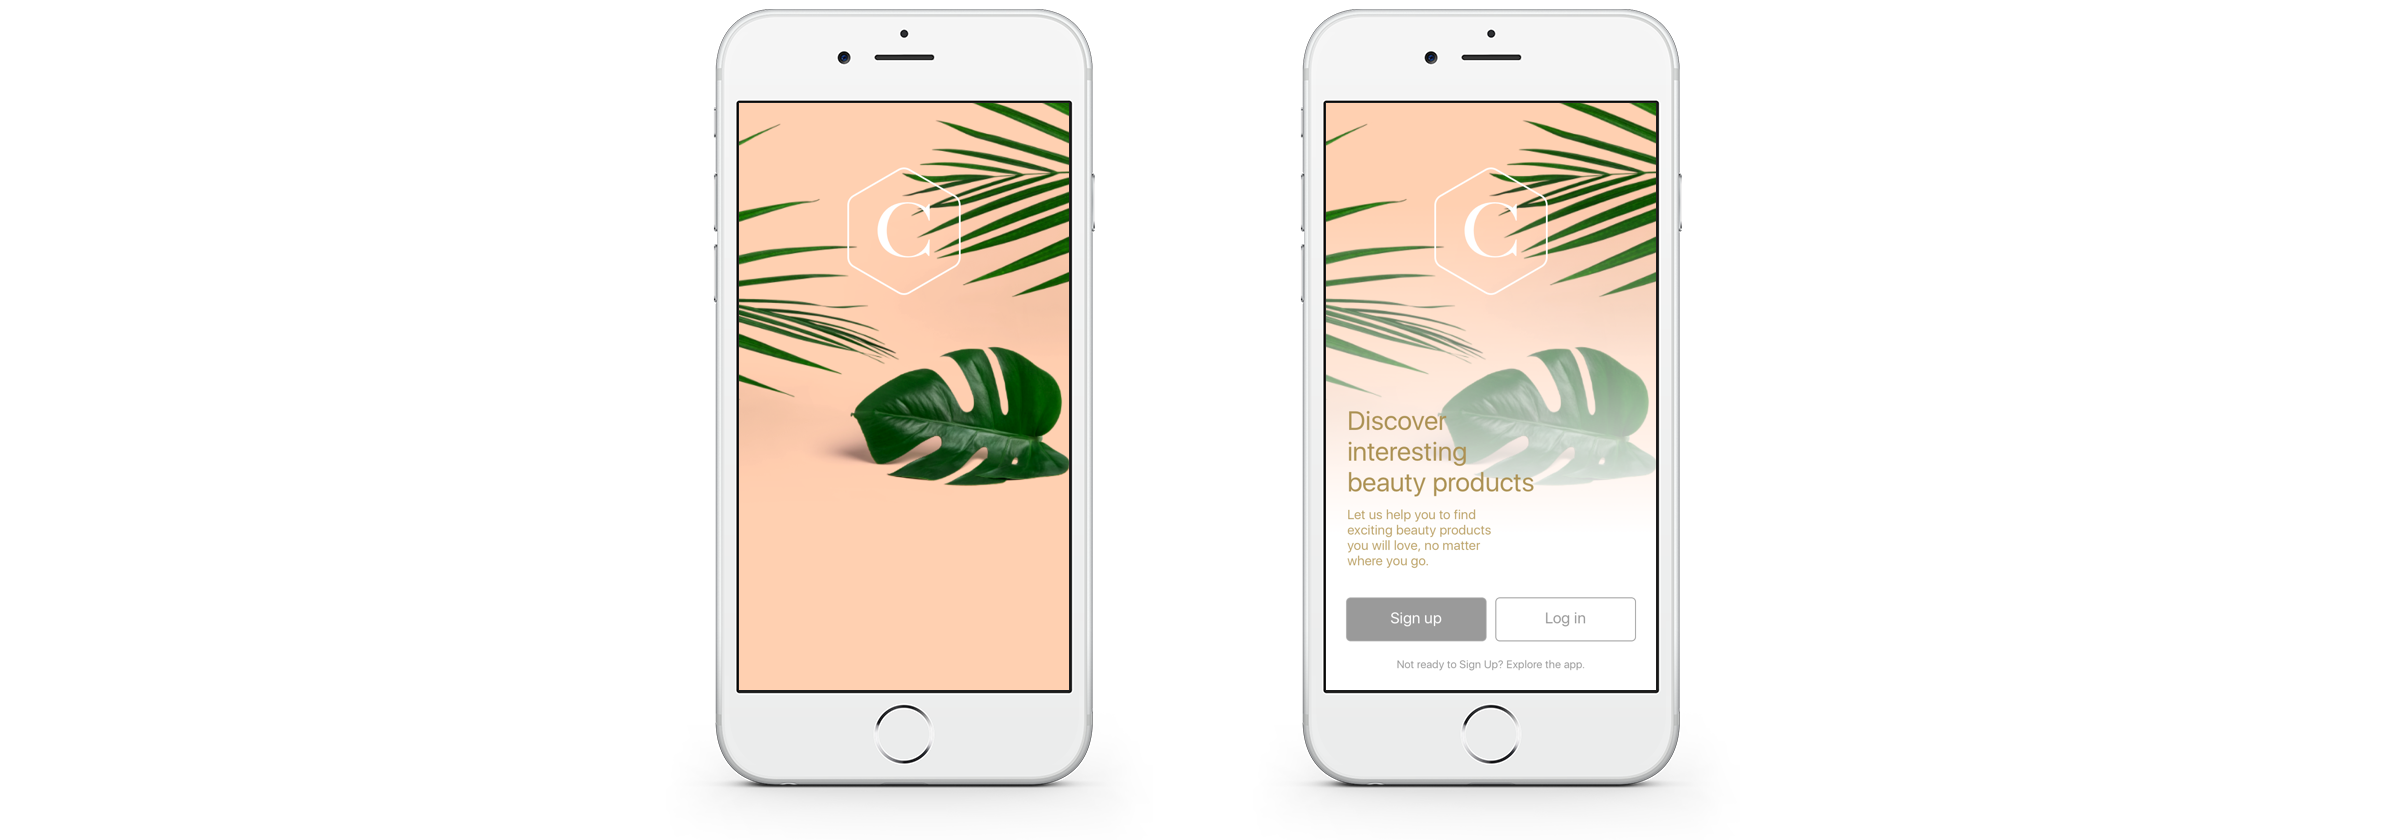 C
C
Discover
interesting
beauty products
Let us help you to find
exciting beauty products
you will love, no matter
where you go.
Sign up
Log in
Not ready to Sign Up? Explore the app.